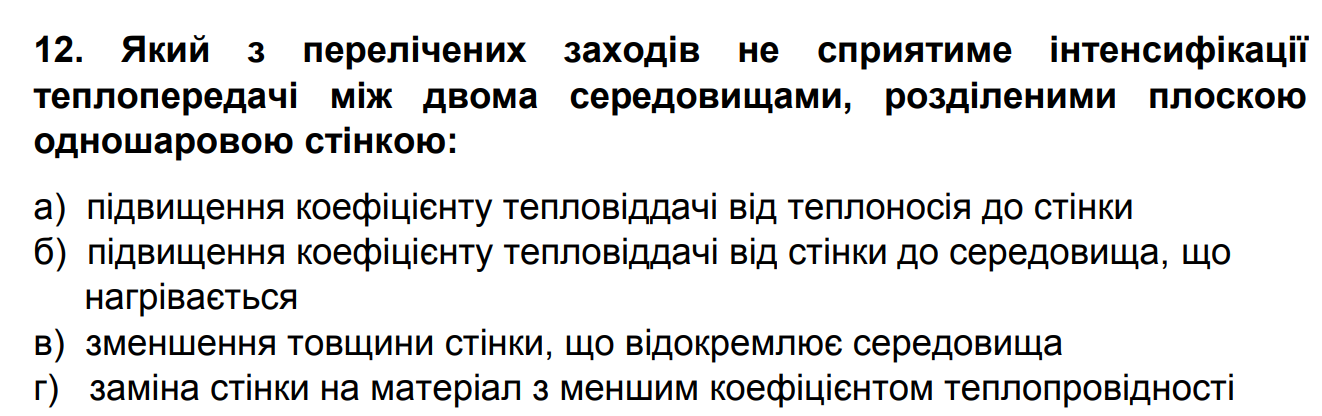 12. Який з перелічених заходів не сприятиме інтенсифікації
теплопередачі між двома середовищами, розділеними плоскою
одношаровою стінкою:
а) підвищення коефіцієнту тепловіддачі від теплоносія до стінки
б) підвищення коефіцієнту тепловіддачі від стінки до середовища, що
нагрівається
в) зменшення товщини стінки, що відокремлює середовища
г) заміна стінки на матеріал з меншим коефіцієнтом теплопровідності